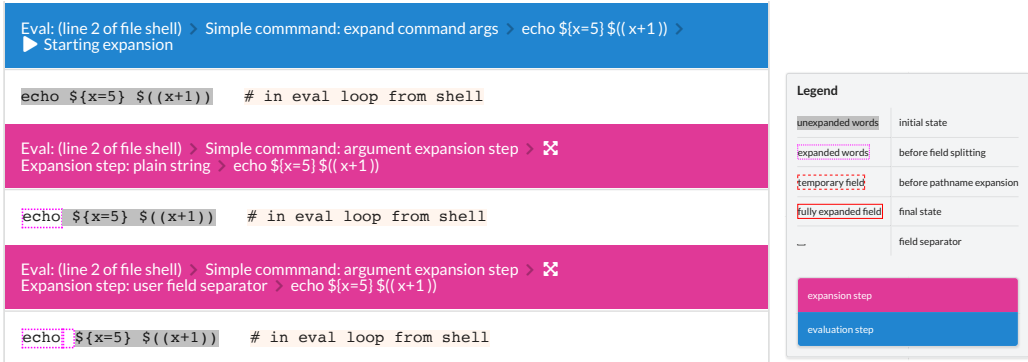 Eval: (line 2 of file shell) > Simple commmand: expand command args > echo ${x=5} $(( x+1 )) >
Starting expansion
echo ${x=5} $((x+1)) # in eval loop from shell
Eval: (line 2 of file shell) > Simple commmand: argument expansion step >
Expansion step: plain string > echo ${x=5} $(( x+1 ))
echo ${x=5} $((x+1)) # in eval loop from shell
Eval: (line 2 of file shell) > Simple commmand: argument expansion step >
Expansion step: user field separator > echo ${x=5} $(( x+1 ))
echo ${x=5} $((x+1)) # in eval loop from shell
Legend
unexpanded words initial state
expanded words before field splitting
temporary field before pathname expansion
fully expanded field final state
⎵ field separator
expansion step
evaluation step